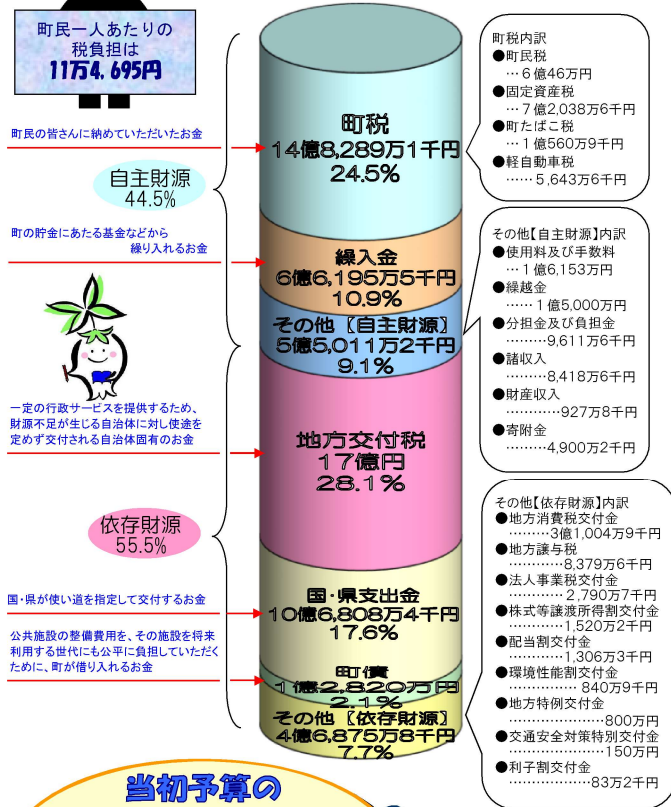 町民一人あたりの
税負担は
11万4,695円
町民の皆さんに納めていただいたお金
自主財源
44.5%
町の貯金にあたる基金などから
繰り入れるお金
一定の行政サービスを提供するため、
財源不足が生じる自治体に対し使途を
定めず交付される自治体固有のお金
依存財源
55.5%
国・県が使い道を指定して交付するお金
公共施設の整備費用を、その施設を将来
利用する世代にも公平に負担していただく
ために、町が借り入れるお金
町税
14億8,289万1千円
24.5%
繰入金
6億6,195万5千円
10.9%
その他【自主財源】
5億5,011万2千円
9.1%
地方交付税
17億円
28.1%
国・県支出金
10億6,808万4千円
17.6%
町債
1億2,820万円
2.1%
その他【依存財源】
4億6,875万8千円
7.7%
町税内訳
●町民税
…6億46万円
●固定資産税
…7億2,038万6千円
●町たばこ税
…1億560万9千円
●軽自動車税
……5,643万6千円
その他【自主財源】内訳
●使用料及び手数料
…1億6,153万円
●繰越金
……1億5,000万円
●分担金及び負担金
………9,611万6千円
●諸収入
………8,418万6千円
●財産収入
…………927万8千円
●寄附金
………4,900万2千円
その他【依存財源】内訳
●地方消費税交付金
………3億1,004万9千円
●地方譲与税
…………8,379万6千円
●法人事業税交付金
…………2,790万7千円
●株式等譲渡所得割交付金
…………1,520万2千円
●配当割交付金
…………1,306万3千円
●環境性能割交付金
…………… 840万9千円
●地方特例交付金
…………………800万円
●交通安全対策特別交付金
…………………150万円
●利子割交付金
………………83万2千円
当初予算の